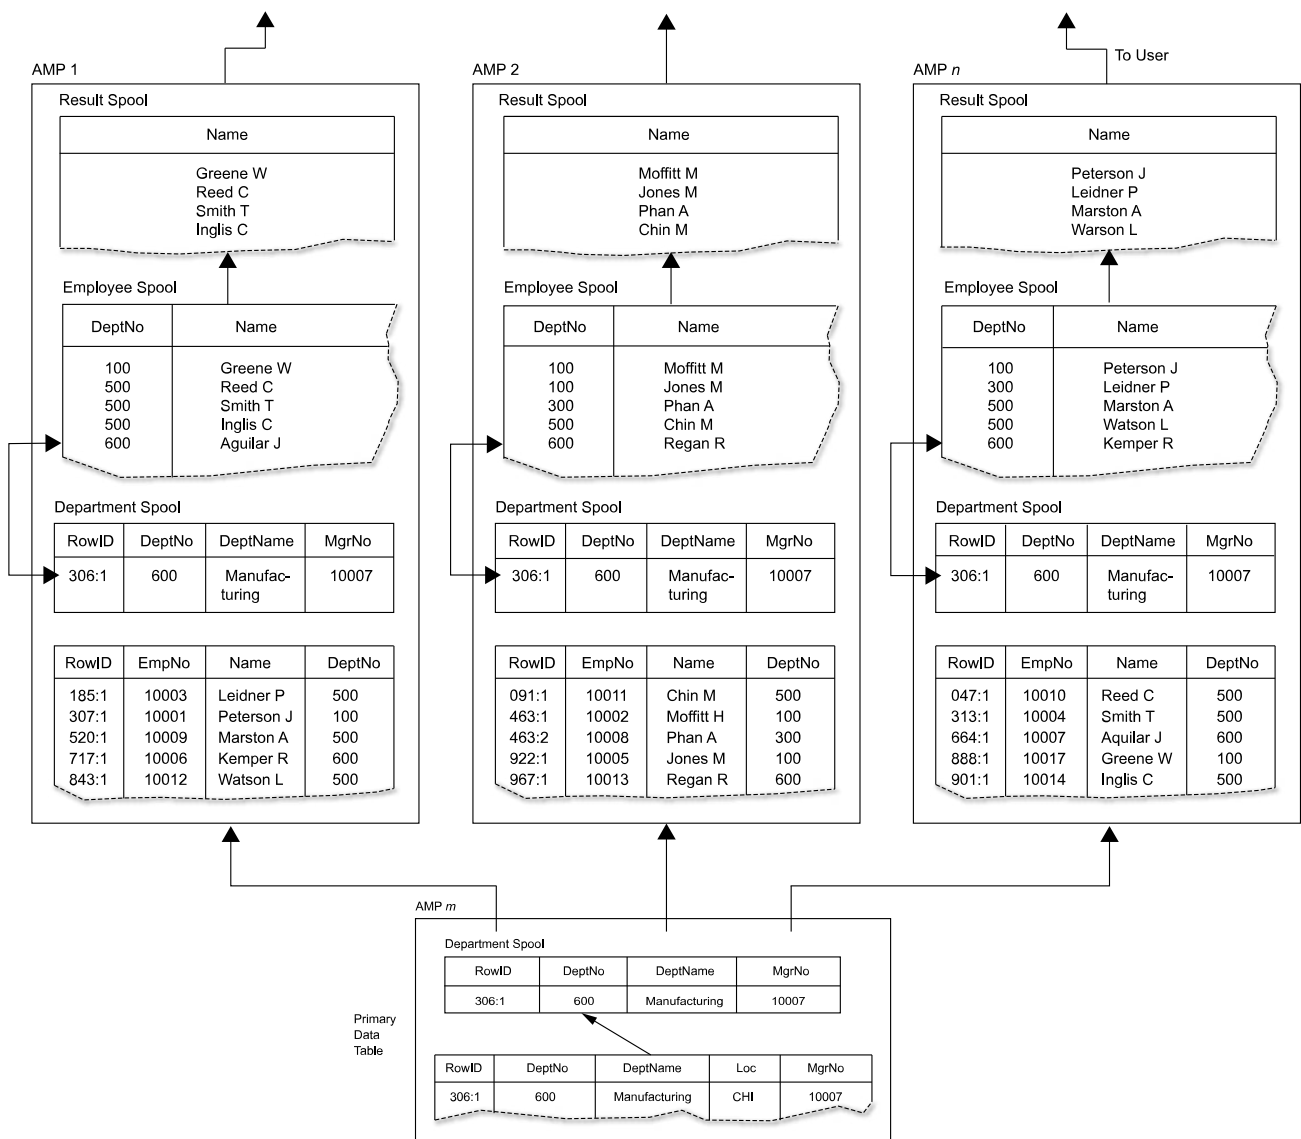 To User
AMP 1
AMP 2
AMP n
Result Spool
Result Spool
Result Spool
Name
Name
Name
Greene W
Reed C
Smith T
Inglis C
Moffitt M
Jones M
Phan A
Chin M
Peterson J
Leidner P
Marston A
Warson L
Employee Spool
Employee Spool
Employee Spool
DeptNo Name
100 Greene W
500 Reed C
500 Smith T
500 Inglis C
600 Aguilar J
DeptNo Name
100 Moffitt M
100 Jones M
300 Phan A
500 Chin M
600 Regan R
DeptNo Name
100 Peterson J
300 Leidner P
500 Marston A
500 Watson L
600 Kemper R
Department Spool
Department Spool
Department Spool
RowID DeptNo DeptName MgrNo
306:1 600 Manufac- 10007
turing
RowID DeptNo DeptName MgrNo
306:1 600 Manufac- 10007
turing
RowID DeptNo DeptName MgrNo
306:1 600 Manufac- 10007
turing
RowID EmpNo Name DeptNo
185:1 10003 Leidner P 500
307:1 10001 Peterson J 100
520:1 10009 Marston A 500
717:1 10006 Kemper R 600
843:1 10012 Watson L 500
RowID EmpNo Name DeptNo
091:1 10011 Chin M 500
463:1 10002 Moffitt H 100
463:2 10008 Phan A 300
922:1 10005 Jones M 100
967:1 10013 Regan R 600
RowID EmpNo Name DeptNo
047:1 10010 Reed C 500
313:1 10004 Smith T 500
664:1 10007 Aquilar J 600
888:1 10017 Greene W 100
901:1 10014 Inglis C 500
AMP m
Department Spool
RowID DeptNo DeptName MgrNo
306:1 600 Manufacturing 10007
Primary
Data
Table
RowID DeptNo DeptName Loc MgrNo
306:1 600 Manufacturing CHI 10007